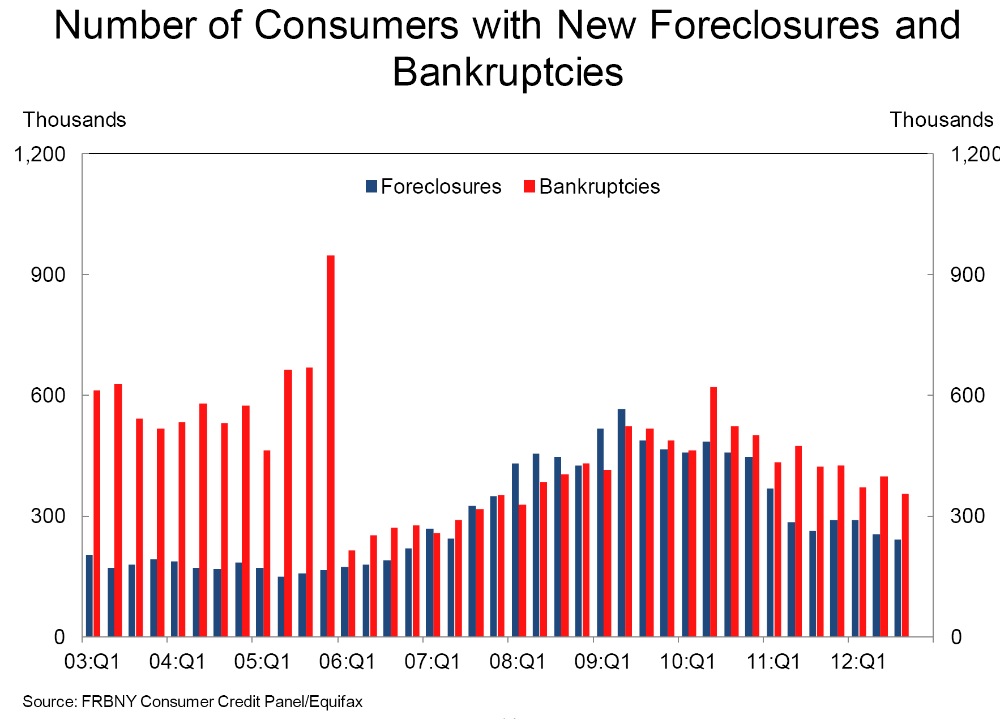 Number of Consumers with New Foreclosures and
Bankruptcies
Thousands
Thousands
1,200
1,200
Foreclosures
Bankruptcies
900
900
600
600
300
300
0
0
03:Q1
04:Q1
05:Q1
06:Q1
07:Q1
08:Q1
09:Q1
10:Q1
11:Q1
12:Q1
Source: FRBNY Consumer Credit Panel/Equifax